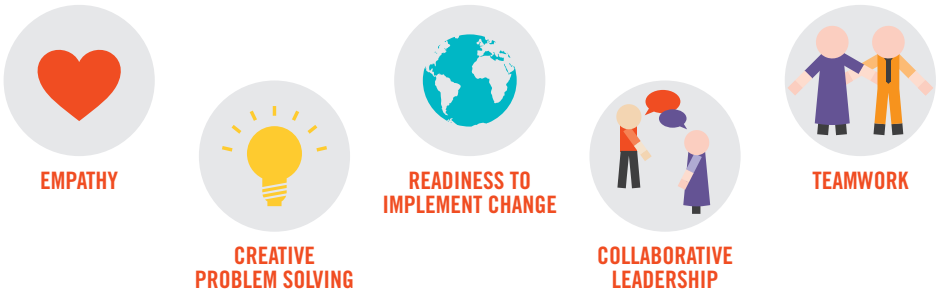 EMPATHY
CREATIVE
PROBLEM SOLVING
READINESS TO
IMPLEMENT CHANGE
COLLABORATIVE
LEADERSHIP
TEAMWORK